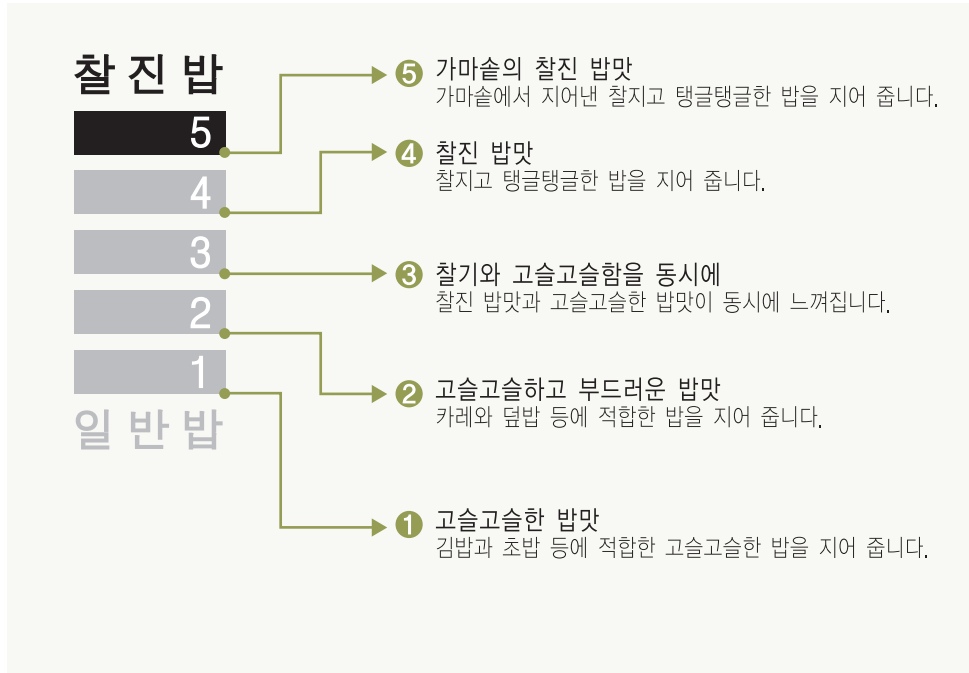 찰진밥
5
❺ 가마솥의 찰진 밥맛
가마솥에서 지어낸 찰지고 탱글탱글한 밥을 지어 줍니다.
4
❹ 찰진 밥맛
찰지고 탱글탱글한 밥을 지어 줍니다.
3
❸ 찰기와 고슬고슬함을 동시에
찰진 밥맛과 고슬고슬한 밥맛이 동시에 느껴집니다.
2
❷ 고슬고슬하고 부드러운 밥맛
카레와 덮밥 등에 적합한 밥을 지어 줍니다.
1
일반밥
❶ 고슬고슬한 밥맛
김밥과 초밥 등에 적합한 고슬고슬한 밥을 지어 줍니다.